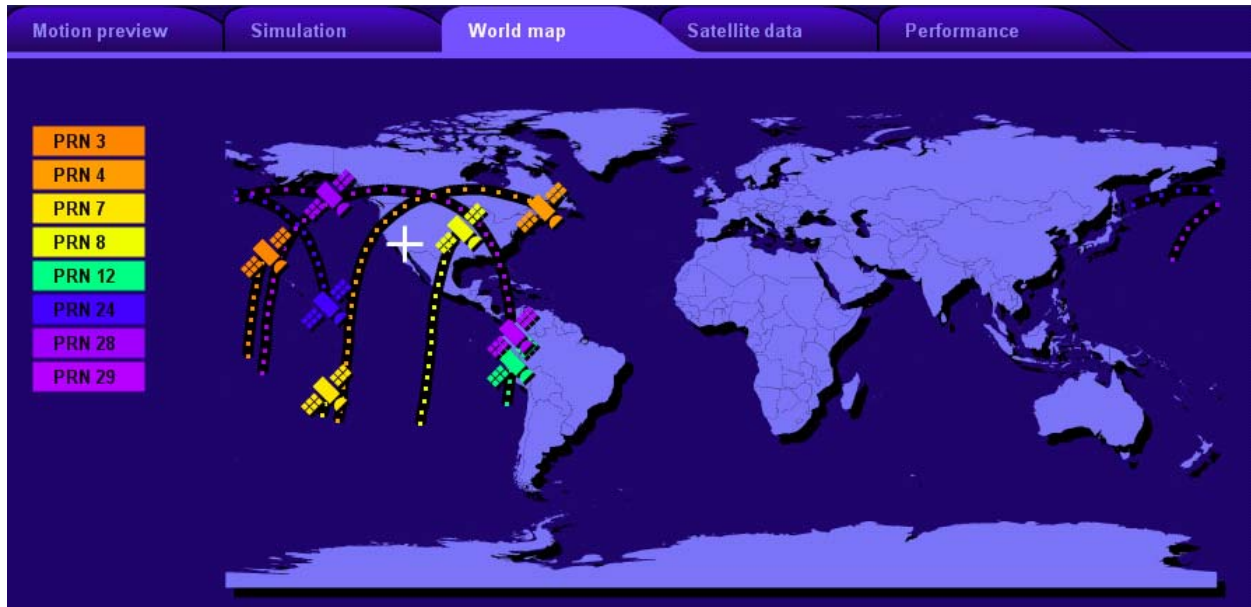 Motion preview Simulation World map Satellite data Performance
PRN 3
PRN 4
PRN 7
PRN 8
PRN 12
PRN 24
PRN 28
PRN 29